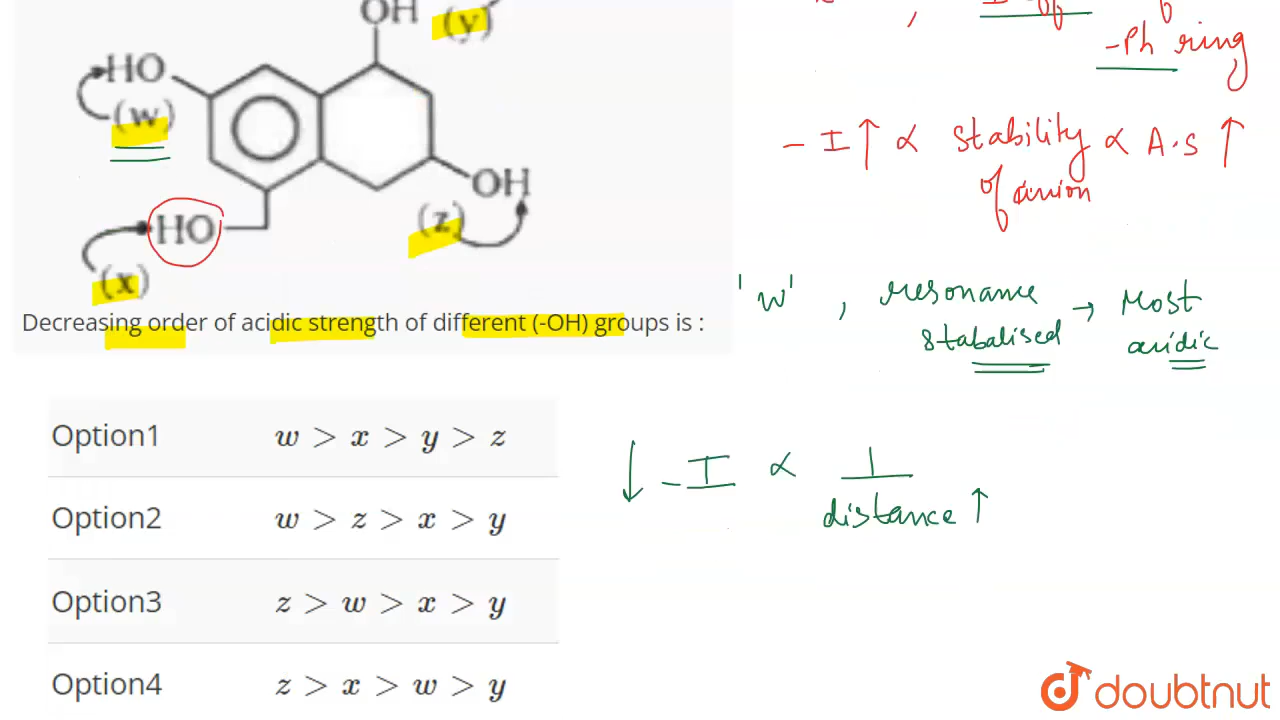 OH (y)
-Ph ring
HO
(w)
- I ↑ ∝ stability ∝ A.S ↑
of anion
OH
(z)
HO
(x)
'w' , resonance → Most
stabalised acidic
Decreasing order of acidic strength of different (-OH) groups is :
Option1 w > x > y > z
↓ - I ∝ 1
distance ↑
Option2 w > z > x > y
Option3 z > w > x > y
Option4 z > x > w > y
doubtnut